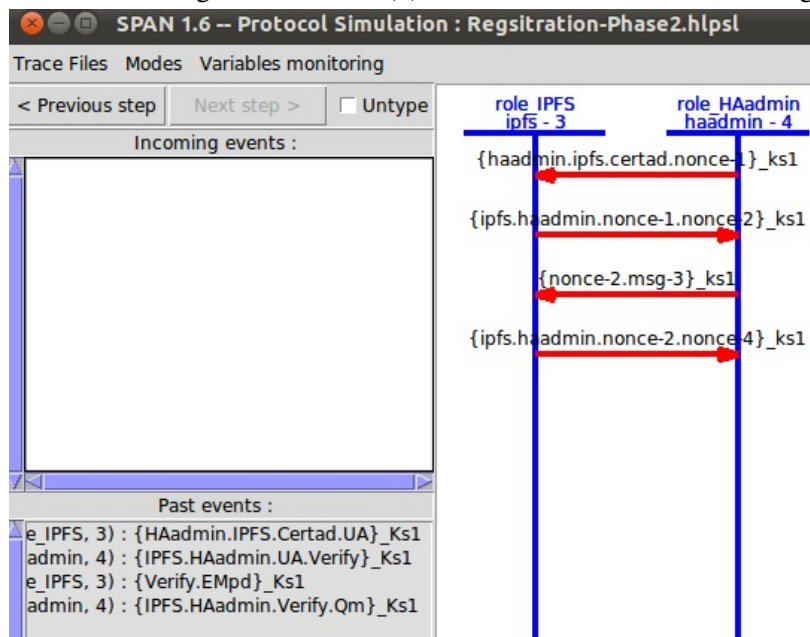 SPAN 1.6 -- Protocol Simulation : Regsitration-Phase2.hlpsl
Trace Files Modes Variables monitoring
< Previous step Next step > Untype
Incoming events :
Past events :
e_IPFS, 3) : {HAadmin.IPFS.Certad.UA}_Ks1
admin, 4) : {IPFS.HAadmin.UA.Verify}_Ks1
e_IPFS, 3) : {Verify.EMpd}_Ks1
admin, 4) : {IPFS.HAadmin.Verify.Qm}_Ks1
role_IPFS role_HAadmin
ipfs - 3 haadmin - 4
{haadmin.ipfs.certad.nonce-1}_ks1
{ipfs.haadmin.nonce-1.nonce-2}_ks1
{nonce-2.msg-3}_ks1
{ipfs.haadmin.nonce-2.nonce-4}_ks1